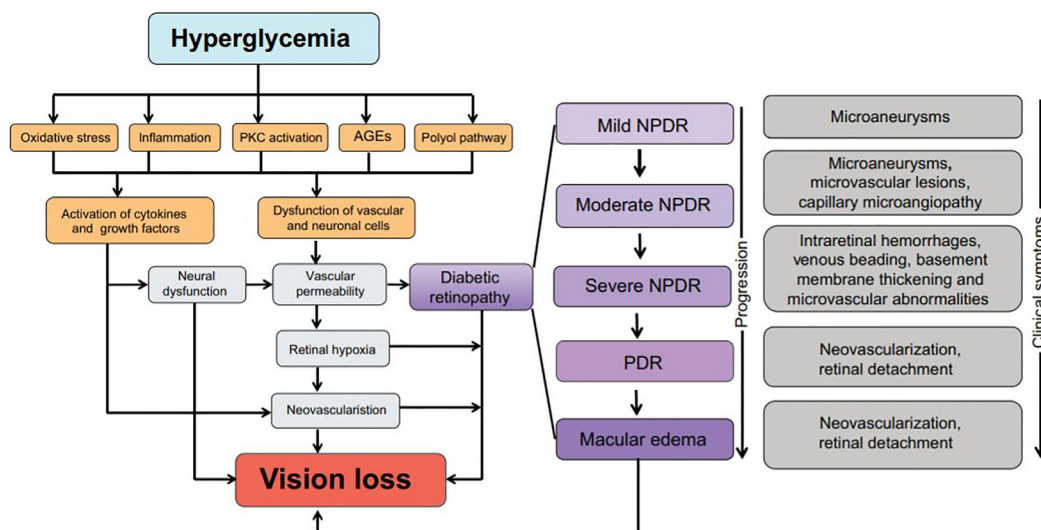 Hyperglycemia
Oxidative stress
Inflammation
PKC activation
AGEs
Polyol pathway
Activation of cytokines
and growth factors
Dysfunction of vascular
and neuronal cells
Neural
dysfunction
Vascular
permeability
Diabetic
retinopathy
Retinal hypoxia
Neovascularistion
Vision loss
Mild NPDR
Moderate NPDR
Severe NPDR
PDR
Macular edema
Progression
Microaneurysms
Microaneurysms,
microvascular lesions,
capillary microangiopathy
Intraretinal hemorrhages,
venous beading, basement
membrane thickening and
microvascular abnormalities
Neovascularization,
retinal detachment
Neovascularization,
retinal detachment
Clinical symptoms